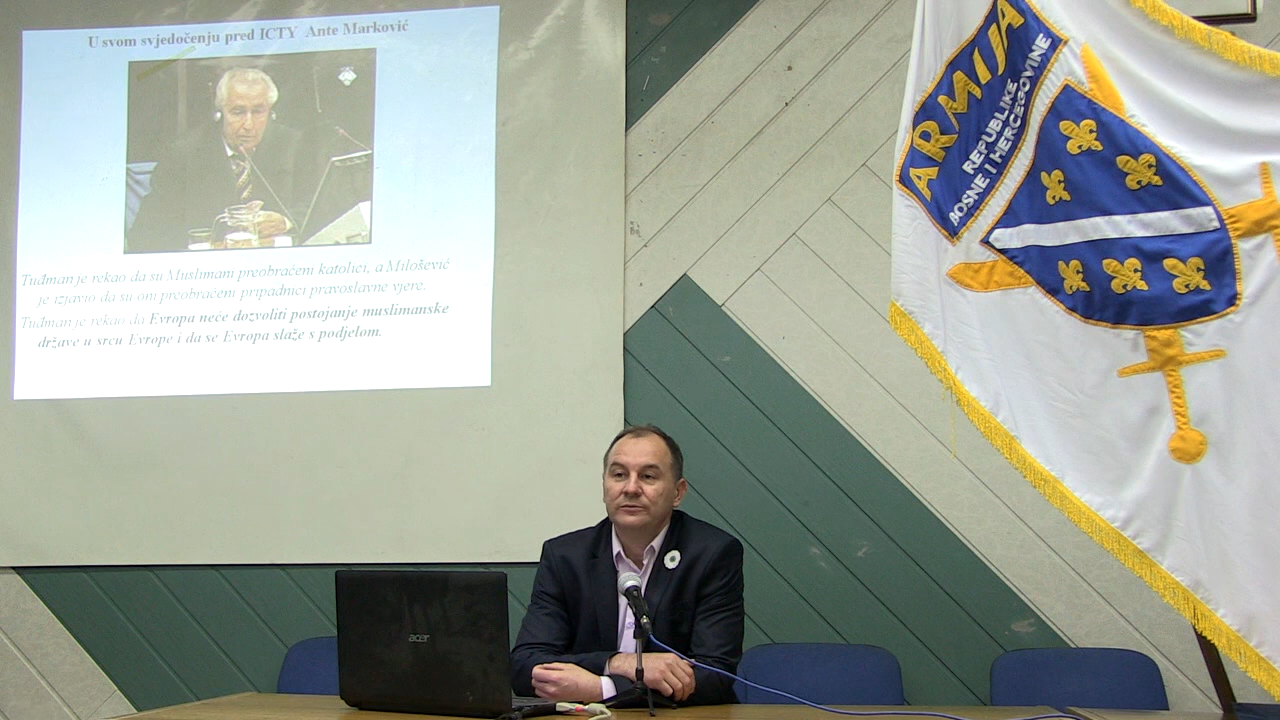 U svom svjedočenju pred ICTY Ante Marković
Tuđman je rekao da su Muslimani preobraćeni katolici, a Milošević
je izjavio da su oni preobraćeni pripadnici pravoslavne vjere.
Tuđman je rekao da Evropa neće dozvoliti postojanje muslimanske
države u srcu Evrope i da se Evropa slaže s podjelom.
ARMIJA
REPUBLIKE
BOSNE I HERCEGOVINE
acer